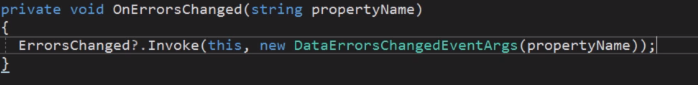 private void OnErrorsChanged(string propertyName)
{
ErrorsChanged?.Invoke(this, new DataErrorsChangedEventArgs(propertyName));
}